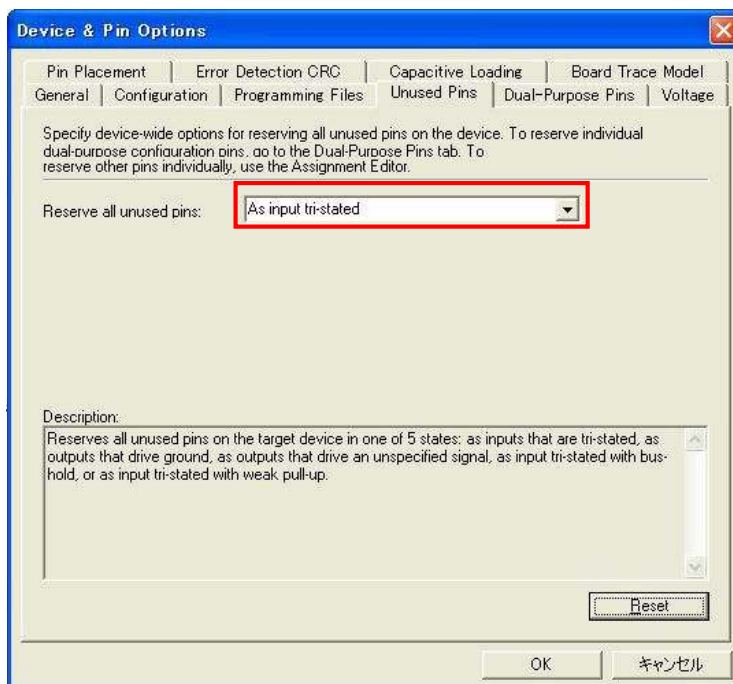 Device & Pin Options
Pin Placement Error Detection CRC Capacitive Loading Board Trace Model
General Configuration Programming Files Unused Pins Dual-Purpose Pins Voltage
Specify device-wide options for reserving all unused pins on the device. To reserve individual
dual-purpose configuration pins, go to the Dual-Purpose Pins tab. To
reserve other pins individually, use the Assignment Editor.
Reserve all unused pins: As input tri-stated
Description:
Reserves all unused pins on the target device in one of 5 states: as inputs that are tri-stated, as
outputs that drive ground, as outputs that drive an unspecified signal, as input tri-stated with bus-
hold, or as input tri-stated with weak pull-up.
Reset
OK キャンセル